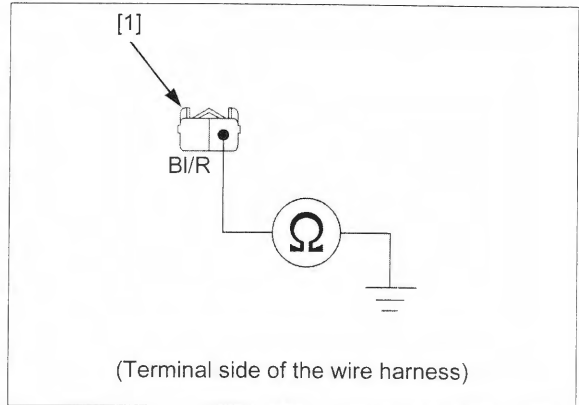 [1]
Bl/R
Ω
(Terminal side of the wire harness)